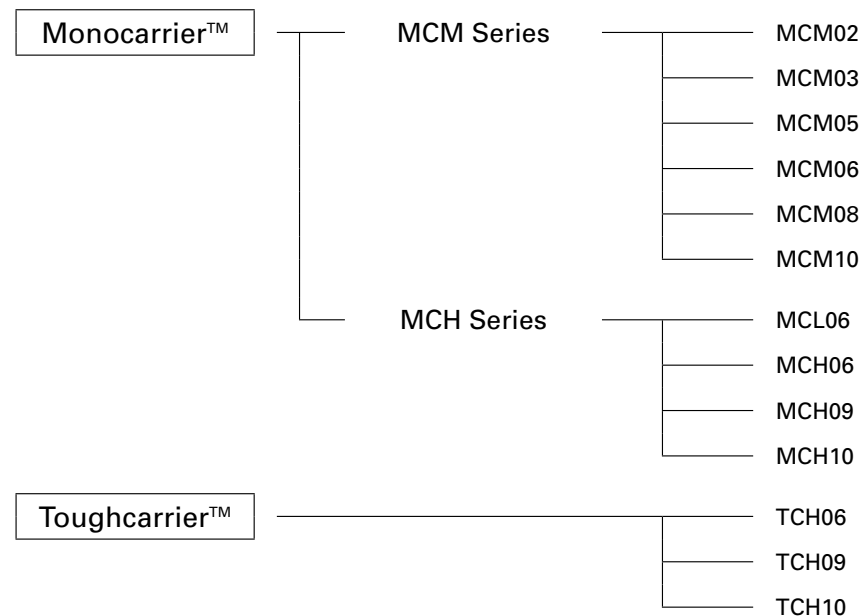 Monocarrier™ MCM Series MCM02
MCM03
MCM05
MCM06
MCM08
MCM10
MCH Series MCL06
MCH06
MCH09
MCH10
Toughcarrier™ TCH06
TCH09
TCH10